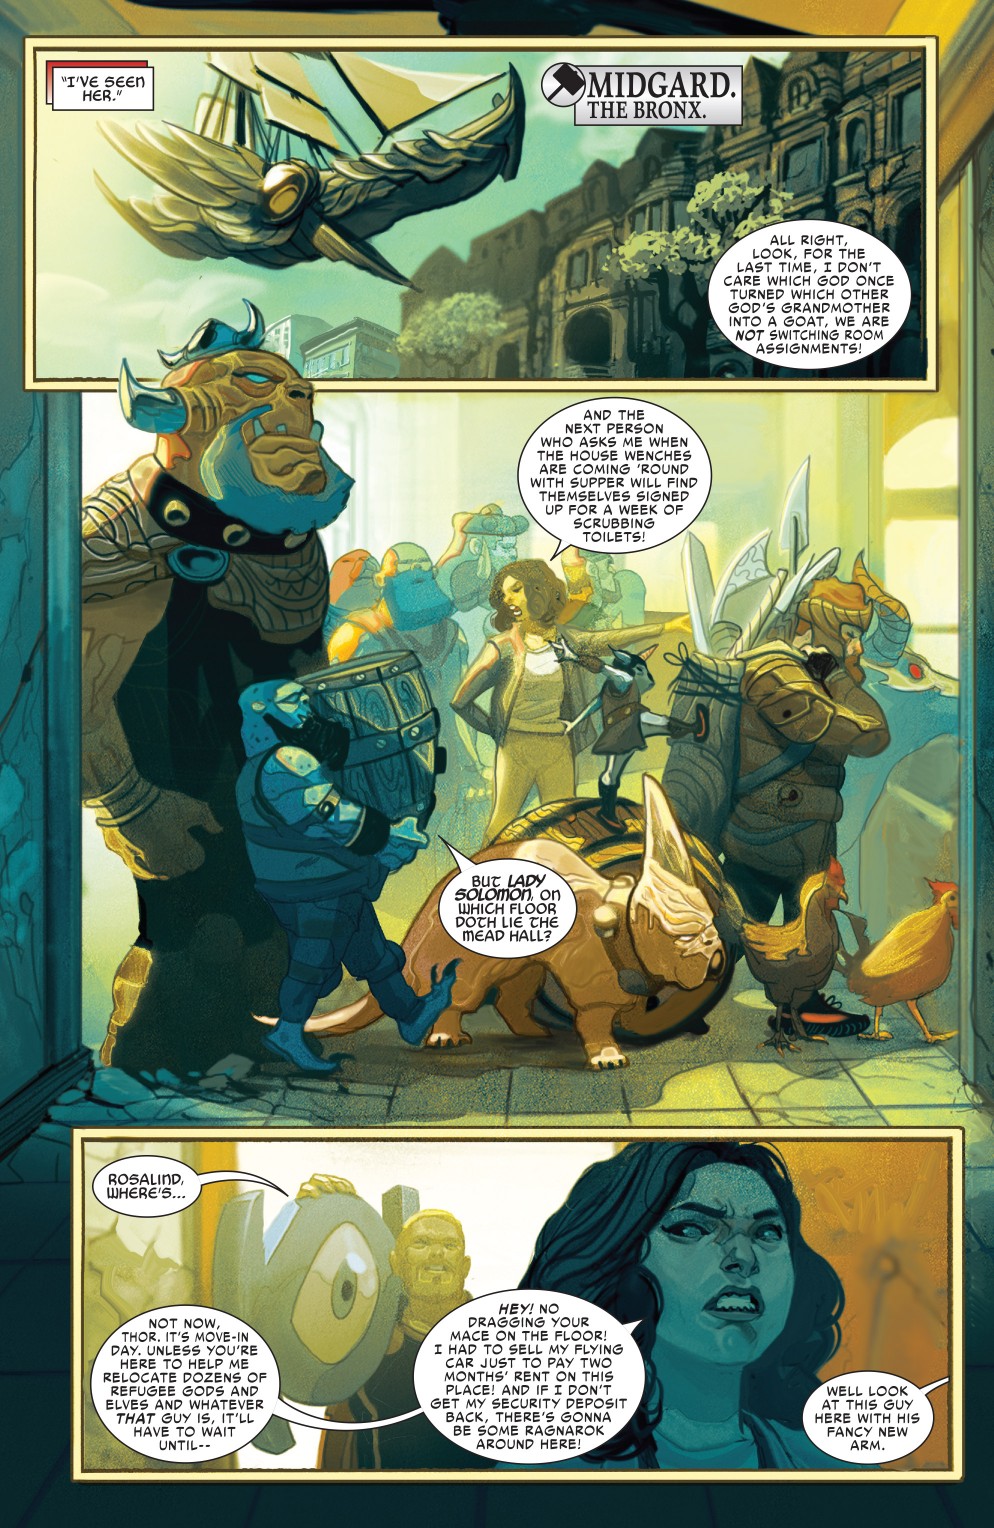 "I'VE SEEN
HER."
MIDGARD.
THE BRONX.
ALL RIGHT,
LOOK, FOR THE
LAST TIME, I DON'T
CARE WHICH GOD ONCE
TURNED WHICH OTHER
GOD'S GRANDMOTHER
INTO A GOAT, WE ARE
NOT SWITCHING ROOM
ASSIGNMENTS!
AND THE
NEXT PERSON
WHO ASKS ME WHEN
THE HOUSE WENCHES
ARE COMING 'ROUND
WITH SUPPER WILL FIND
THEMSELVES SIGNED
UP FOR A WEEK OF
SCRUBBING
TOILETS!
BUT LADY
SOLOMON, ON
WHICH FLOOR
DOTH LIE THE
MEAD HALL?
ROSALIND,
WHERE'S...
NOT NOW,
THOR. IT'S MOVE-IN
DAY. UNLESS YOU'RE
HERE TO HELP ME
RELOCATE DOZENS OF
REFUGEE GODS AND
ELVES AND WHATEVER
THAT GUY IS, IT'LL
HAVE TO WAIT
UNTIL--
HEY! NO
DRAGGING YOUR
MACE ON THE FLOOR!
I HAD TO SELL MY FLYING
CAR JUST TO PAY TWO
MONTHS' RENT ON THIS
PLACE! AND IF I DON'T
GET MY SECURITY DEPOSIT
BACK, THERE'S GONNA
BE SOME RAGNAROK
AROUND HERE!
WELL LOOK
AT THIS GUY
HERE WITH HIS
FANCY NEW
ARM.